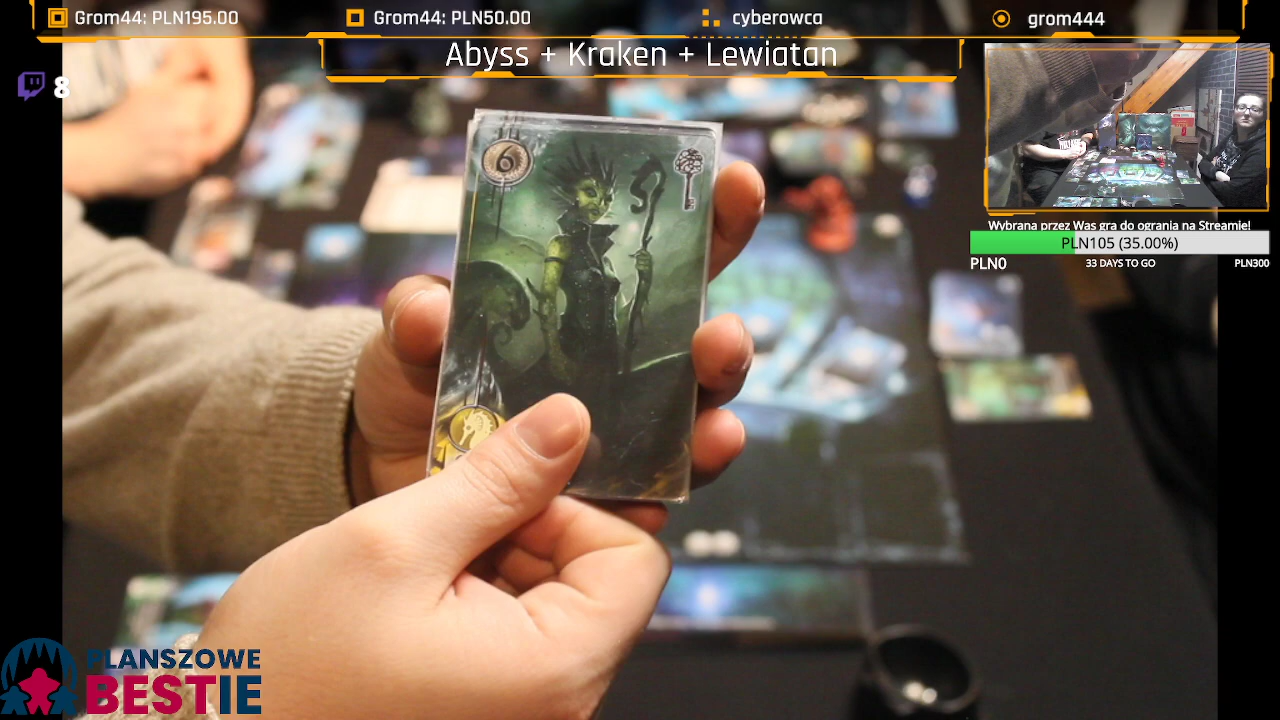 Grom44: PLN195.00
Grom44: PLN50.00
cyberowca
grom444
Abyss + Kraken + Lewiatan
8
6
Wybrana przez Was gra do ogrania na Streamie!
PLN105 (35.00%)
PLN0
33 DAYS TO GO
PLN300
PLANSZOWE
BESTIE